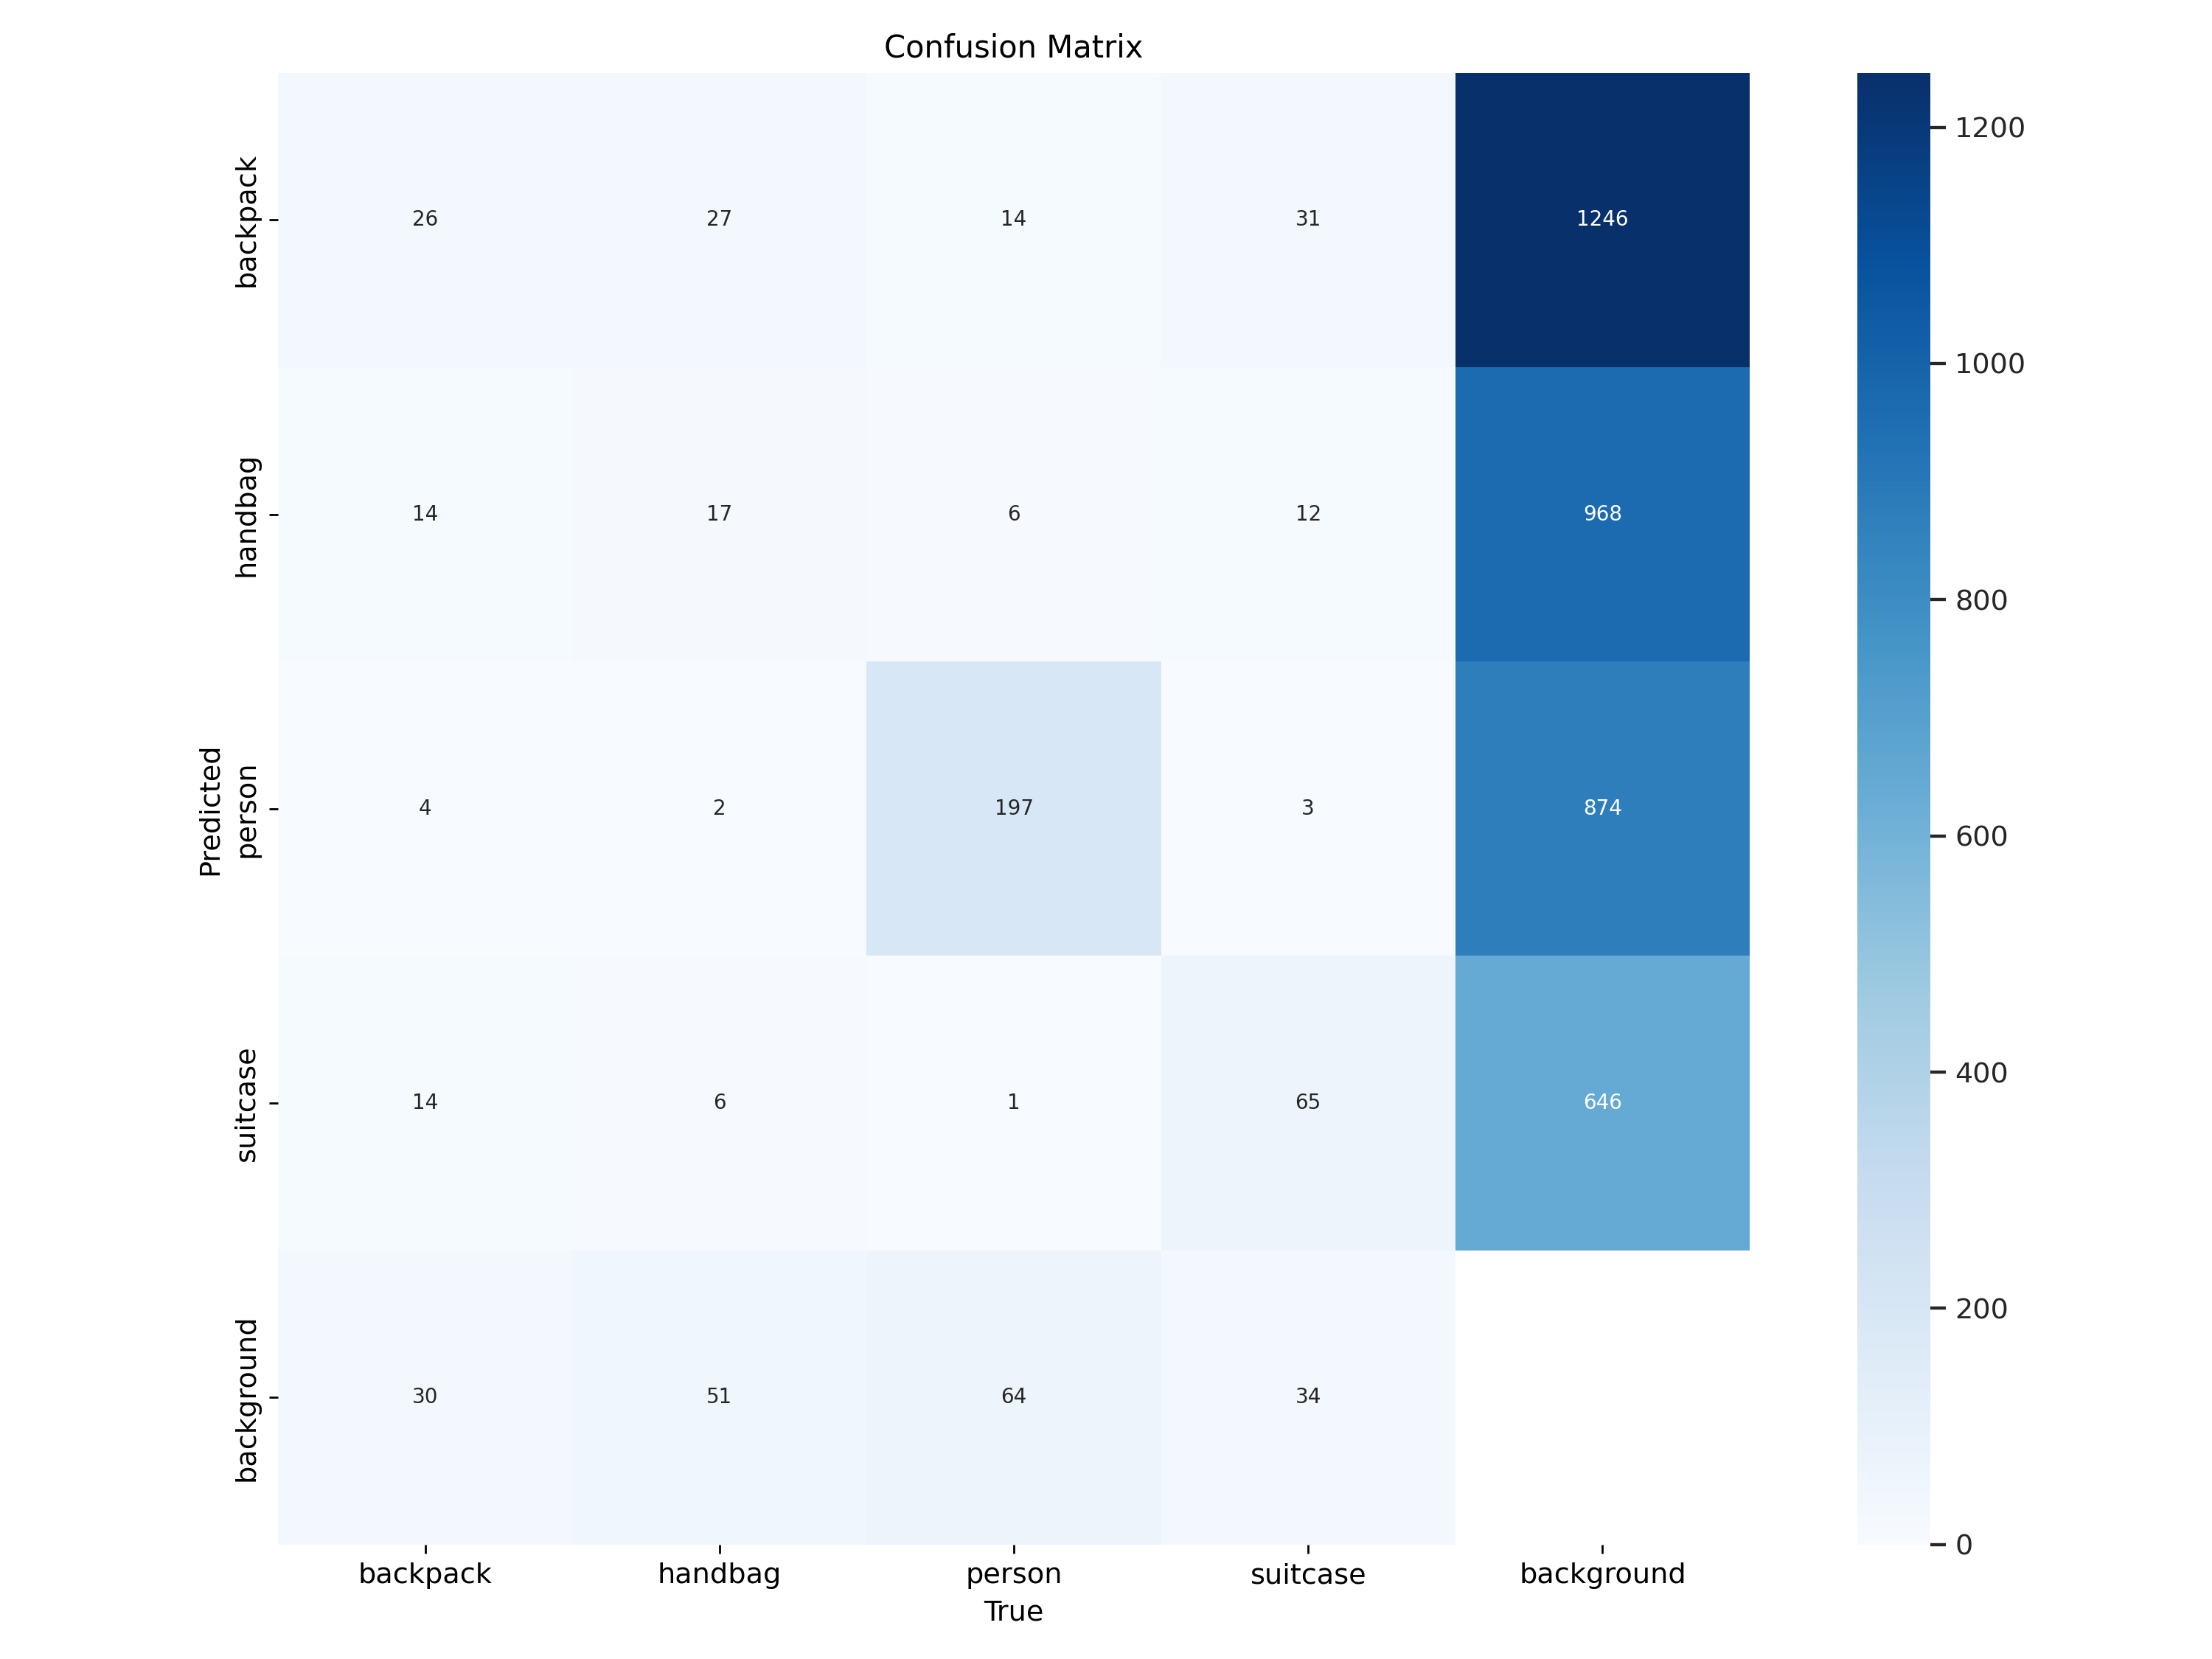 Confusion Matrix
Predicted
backpack 26 27 14 31 1246
handbag 14 17 6 12 968
person 4 2 197 3 874
suitcase 14 6 1 65 646
background 30 51 64 34
backpack handbag person suitcase background
True
1200
1000
800
600
400
200
0